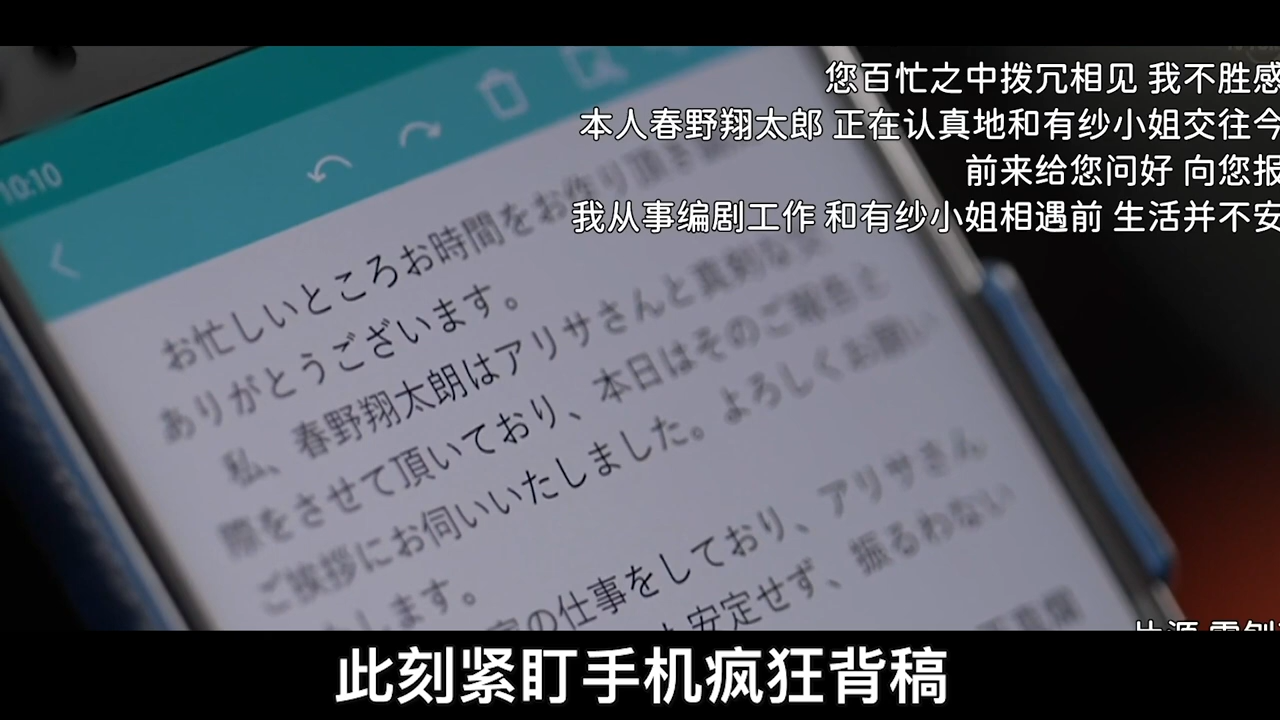 您百忙之中拨冗相见 我不胜感
本人春野翔太郎 正在认真地和有纱小姐交往今
前来给您问好 向您报
我从事编剧工作 和有纱小姐相遇前 生活并不安
10:10
お忙しいところお時間をお作り頂き
ありがとうございます。
私、春野翔太朗はアリサさんと真剣な交
際をさせて頂いており、本日はそのご報告と
ご挨拶にお伺いいたしました。よろしくお願い
します。
の仕事をしており、アリサさん
安定せず、振るわない
片源
此刻紧盯手机疯狂背稿